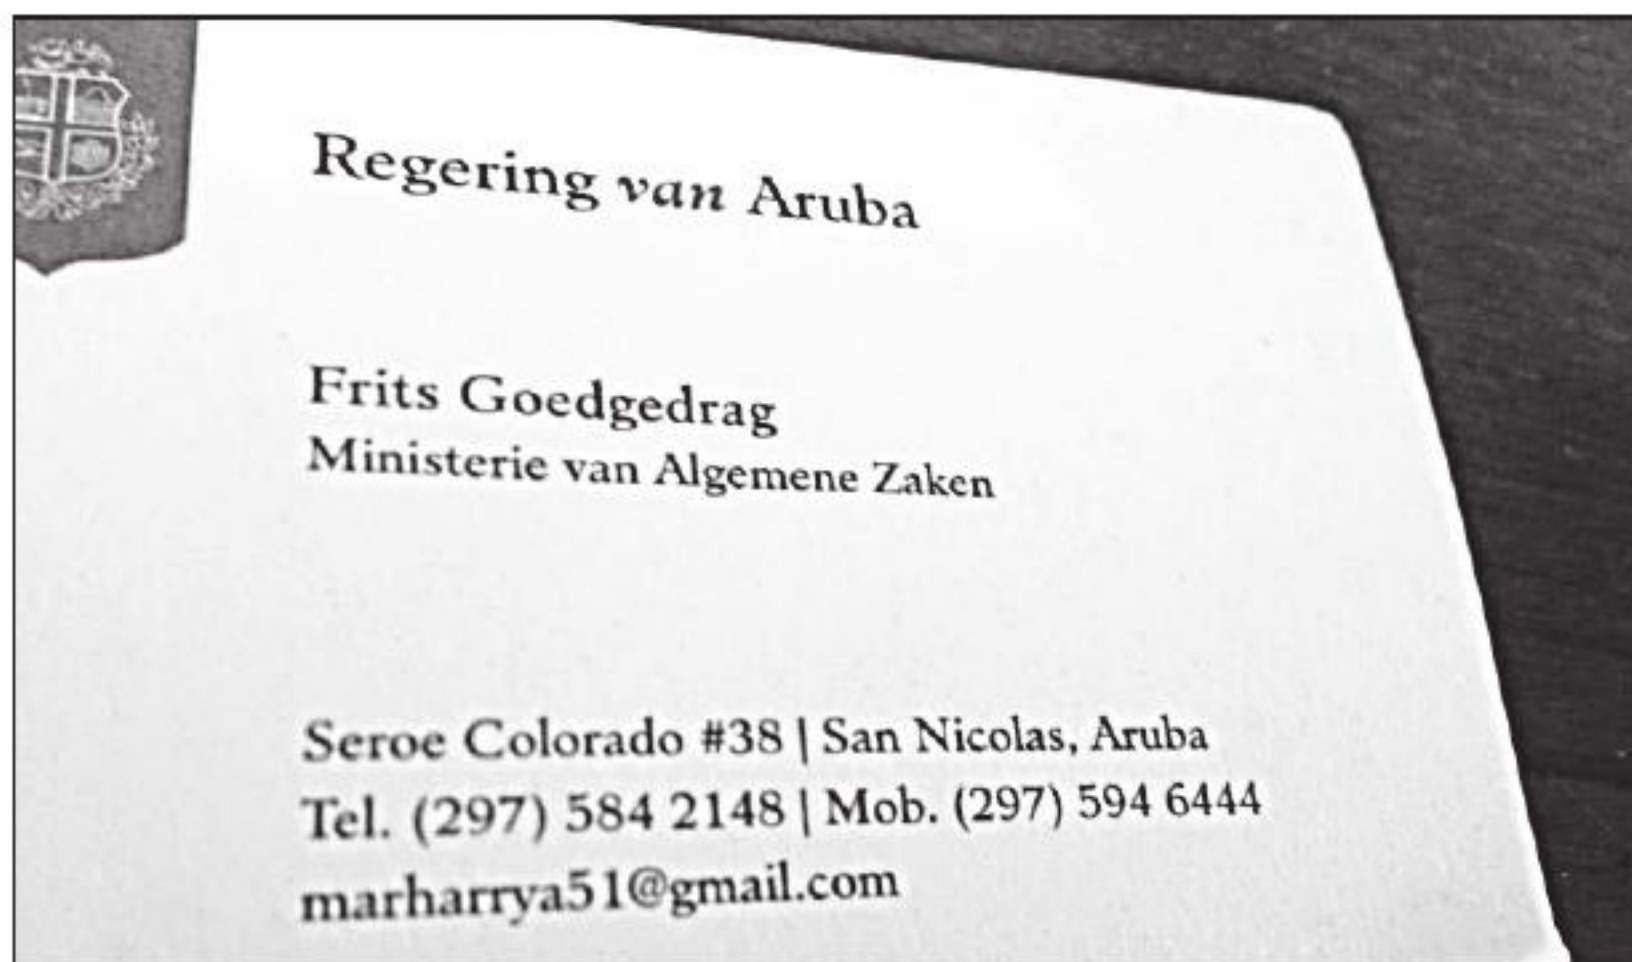 Regering van Aruba
Frits Goedgedrag
Ministerie van Algemene Zaken
Seroe Colorado #38 | San Nicolas, Aruba
Tel. (297) 584 2148 | Mob. (297) 594 6444
marharrya51@gmail.com